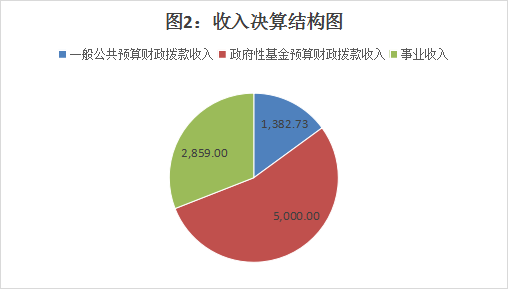 图2：收入决算结构图
一般公共预算财政拨款收入 政府性基金预算财政拨款收入 事业收入
1,382.73
2,859.00
5,000.00